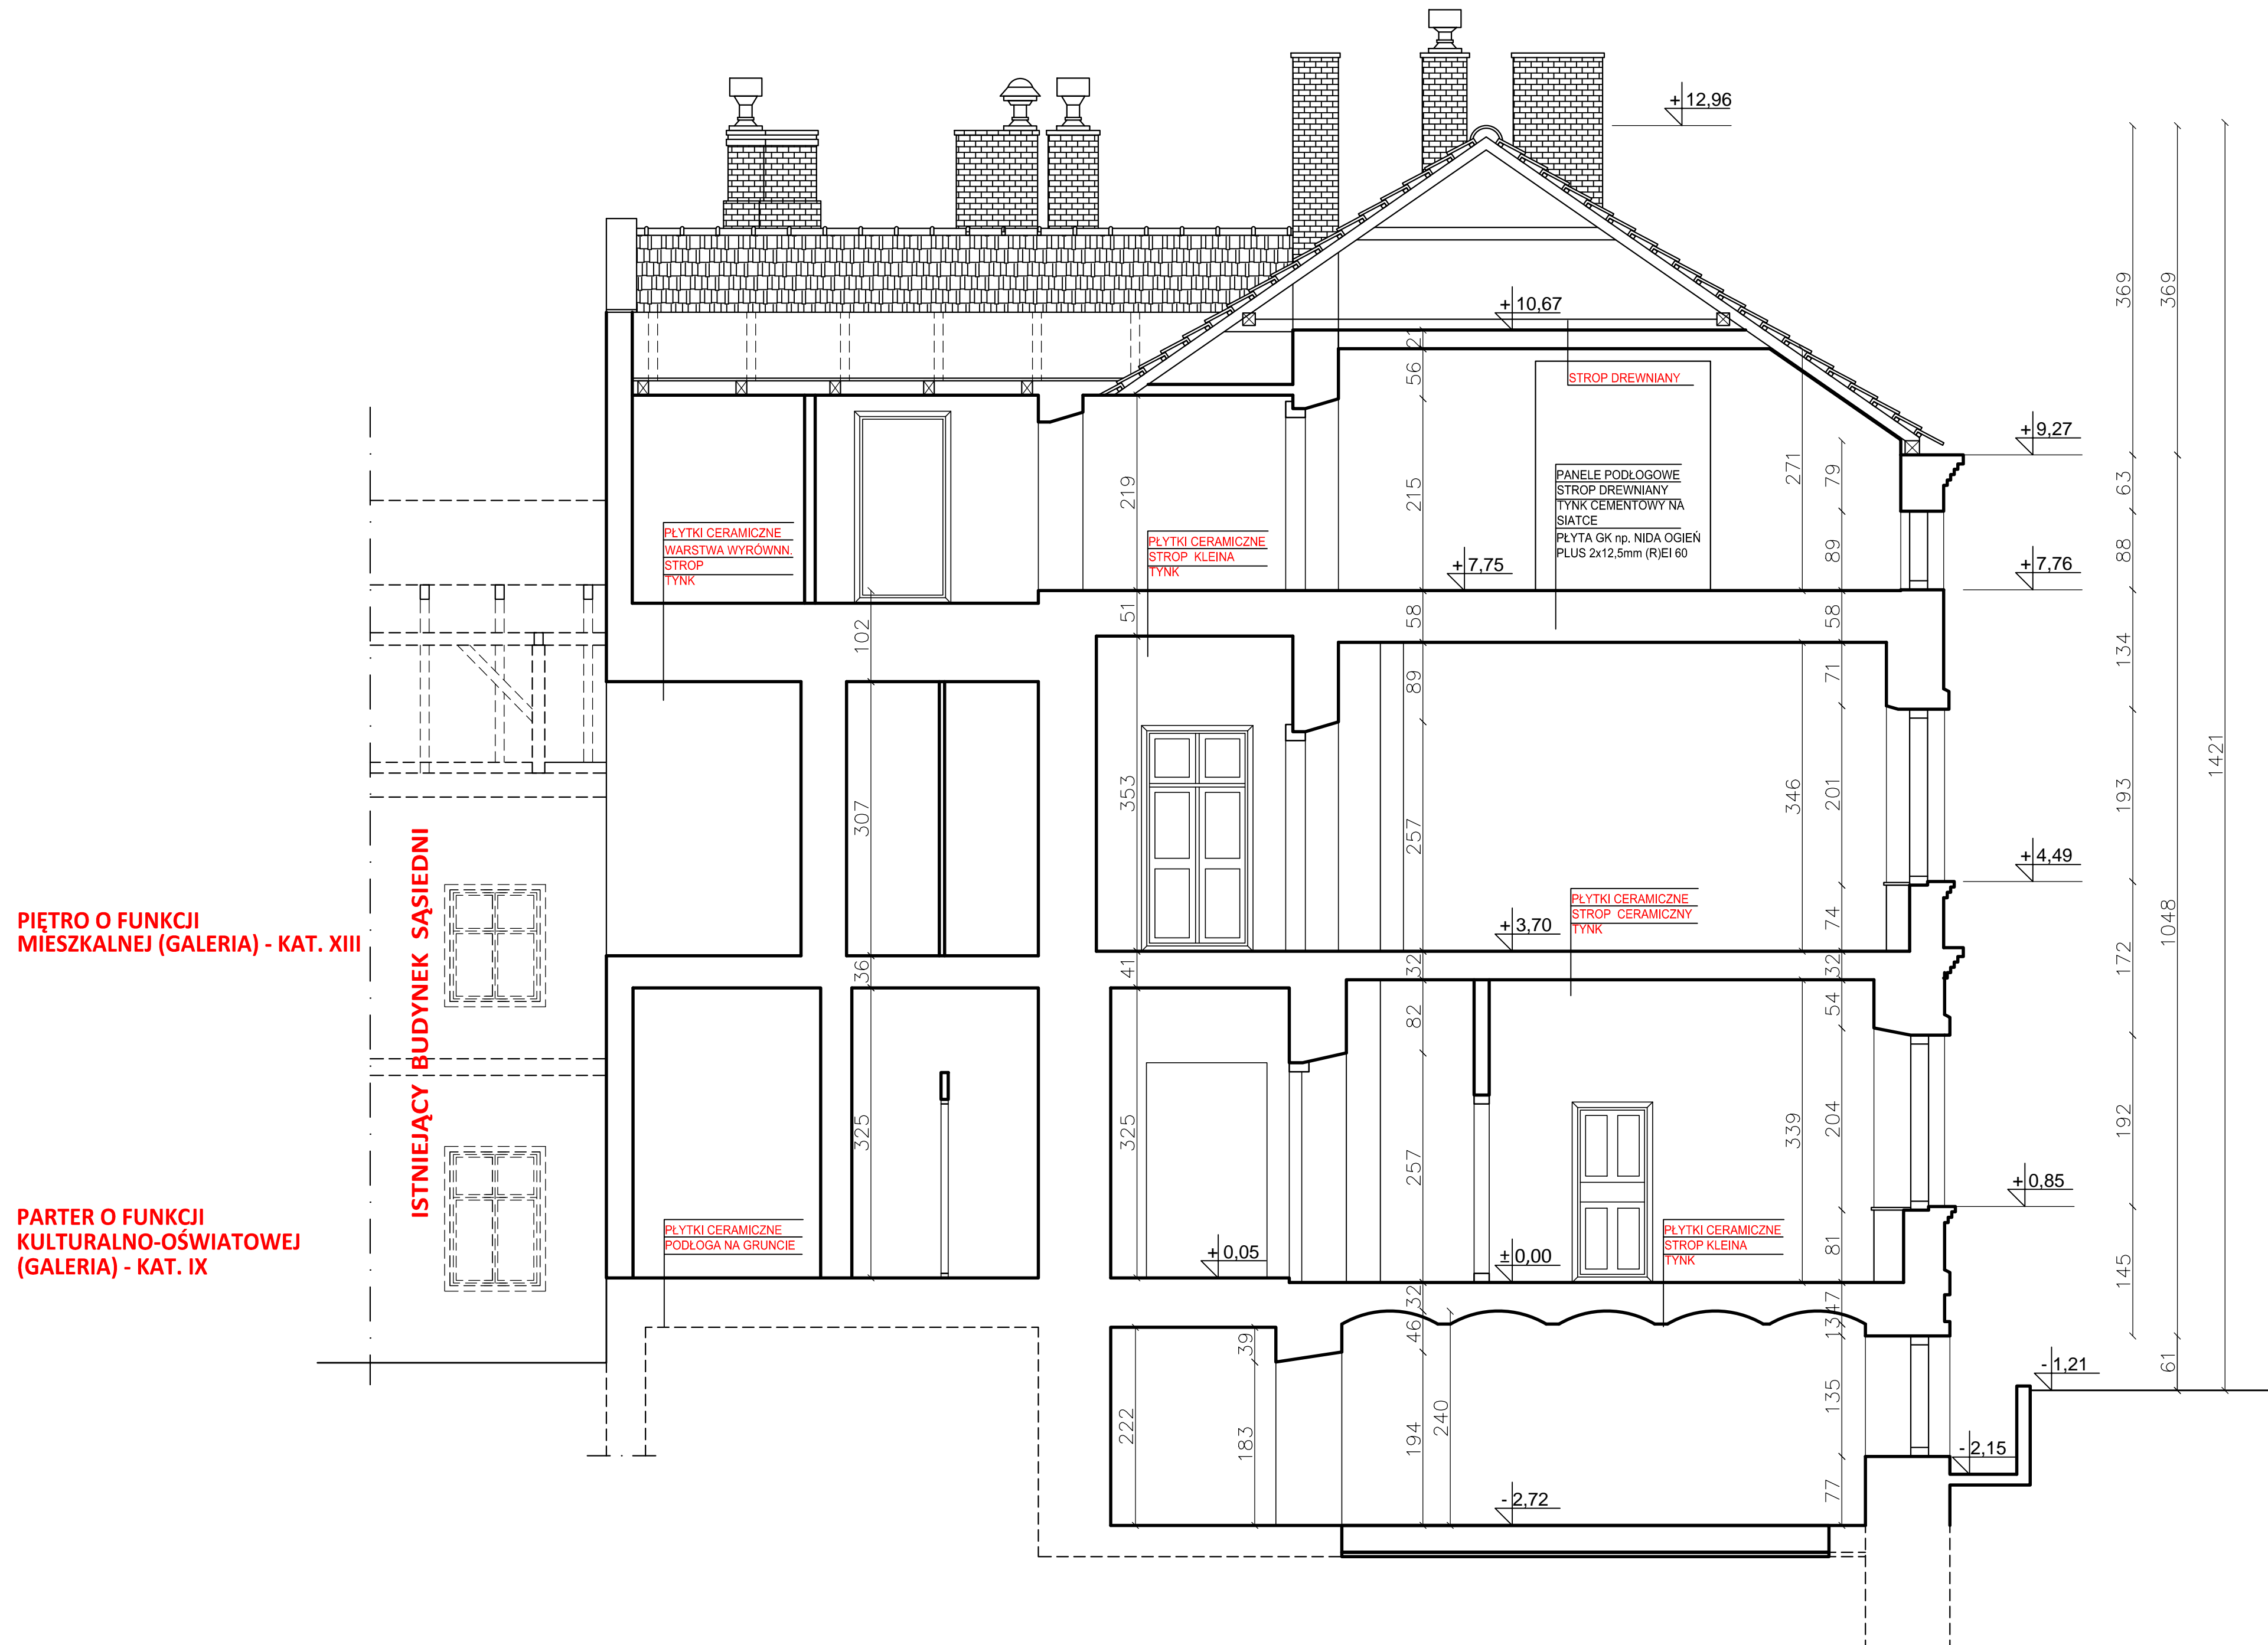 +12,96
+10,67
STROP DREWNIANY
+9,27
+7,76
+7,75
+4,49
+3,70
+0,85
+0,05
±0,00
-1,21
-2,15
-2,72
PANELE PODŁOGOWE
STROP DREWNIANY
TYNK CEMENTOWY NA
SIATCE
PŁYTA GK np. NIDA OGIEŃ
PLUS 2x12,5mm (R)EI 60
PŁYTKI CERAMICZNE
WARSTWA WYRÓWNN.
STROP
TYNK
PŁYTKI CERAMICZNE
STROP KLEINA
TYNK
PŁYTKI CERAMICZNE
STROP CERAMICZNY
TYNK
PŁYTKI CERAMICZNE
PODŁOGA NA GRUNCIE
PŁYTKI CERAMICZNE
STROP KLEINA
TYNK
PIĘTRO O FUNKCJI
MIESZKALNEJ (GALERIA) - KAT. XIII
PARTER O FUNKCJI
KULTURALNO-OŚWIATOWEJ
(GALERIA) - KAT. IX
ISTNIEJĄCY BUDYNEK SĄSIEDNI
102
307
36
325
219
51
353
41
325
222
39
183
21
56
215
58
89
257
32
82
257
32
46
194
240
271
346
339
79
89
58
71
201
74
32
54
204
81
47
13
135
77
369
63
88
134
193
172
192
145
369
1048
61
1421